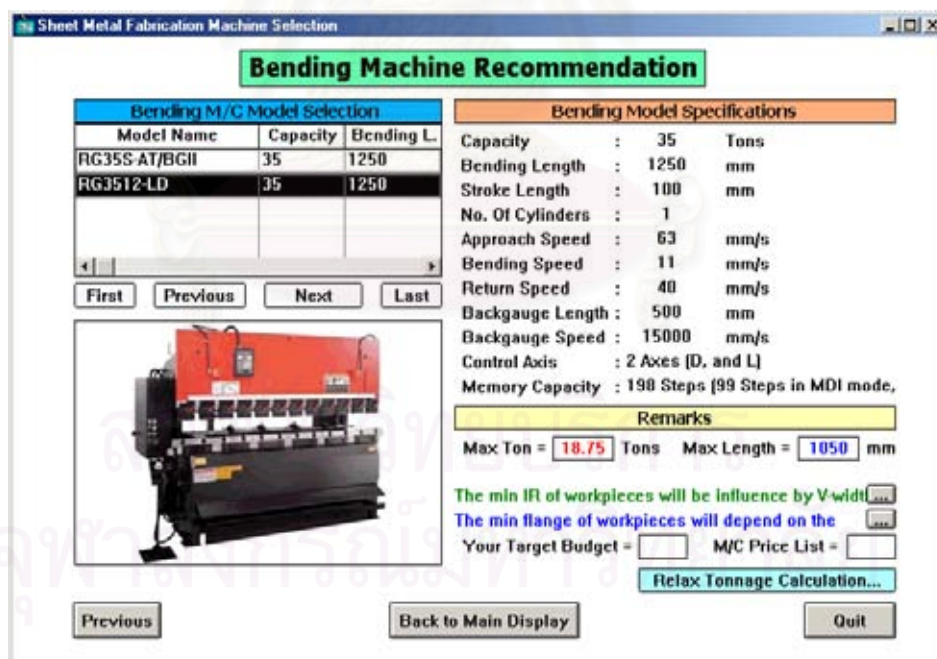 Sheet Metal Fabrication Machine Selection
Bending Machine Recommendation
Bending M/C Model Selection
Model Name Capacity Bending L.
RG35S-AT/BGII 35 1250
RG3512-LD 35 1250
First Previous Next Last
Bending Model Specifications
Capacity : 35 Tons
Bending Length : 1250 mm
Stroke Length : 100 mm
No. Of Cylinders : 1
Approach Speed : 63 mm/s
Bending Speed : 11 mm/s
Return Speed : 40 mm/s
Backgauge Length : 500 mm
Backgauge Speed : 15000 mm/s
Control Axis : 2 Axes (D, and L)
Memory Capacity : 198 Steps (99 Steps in MDI mode,
Remarks
Max Ton = 18.75 Tons Max Length = 1050 mm
The min IR of workpieces will be influence by V-widt ...
The min flange of workpieces will depend on the ...
Your Target Budget = M/C Price List =
Relax Tonnage Calculation...
Previous Back to Main Display Quit